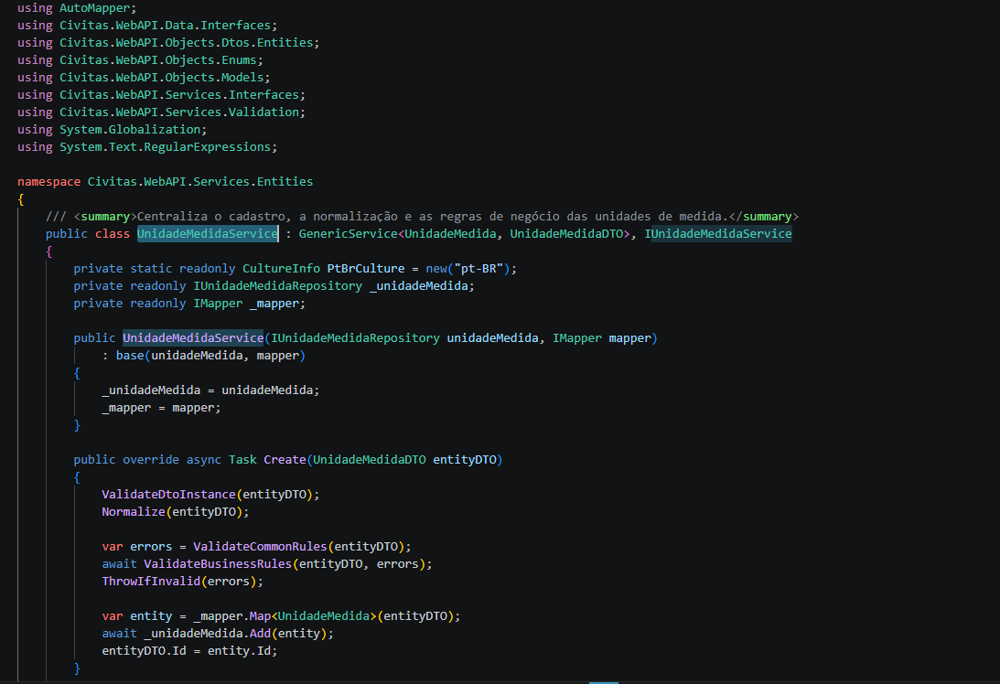 using AutoMapper;
using Civitas.WebAPI.Data.Interfaces;
using Civitas.WebAPI.Objects.Dtos.Entities;
using Civitas.WebAPI.Objects.Enums;
using Civitas.WebAPI.Objects.Models;
using Civitas.WebAPI.Services.Interfaces;
using Civitas.WebAPI.Services.Validation;
using System.Globalization;
using System.Text.RegularExpressions;

namespace Civitas.WebAPI.Services.Entities
{
    /// <summary>Centraliza o cadastro, a normalização e as regras de negócio das unidades de medida.</summary>
    public class UnidadeMedidaService : GenericService<UnidadeMedida, UnidadeMedidaDTO>, IUnidadeMedidaService
    {
        private static readonly CultureInfo PtBrCulture = new("pt-BR");
        private readonly IUnidadeMedidaRepository _unidadeMedida;
        private readonly IMapper _mapper;

        public UnidadeMedidaService(IUnidadeMedidaRepository unidadeMedida, IMapper mapper)
            : base(unidadeMedida, mapper)
        {
            _unidadeMedida = unidadeMedida;
            _mapper = mapper;
        }

        public override async Task Create(UnidadeMedidaDTO entityDTO)
        {
            ValidateDtoInstance(entityDTO);
            Normalize(entityDTO);

            var errors = ValidateCommonRules(entityDTO);
            await ValidateBusinessRules(entityDTO, errors);
            ThrowIfInvalid(errors);

            var entity = _mapper.Map<UnidadeMedida>(entityDTO);
            await _unidadeMedida.Add(entity);
            entityDTO.Id = entity.Id;
        }